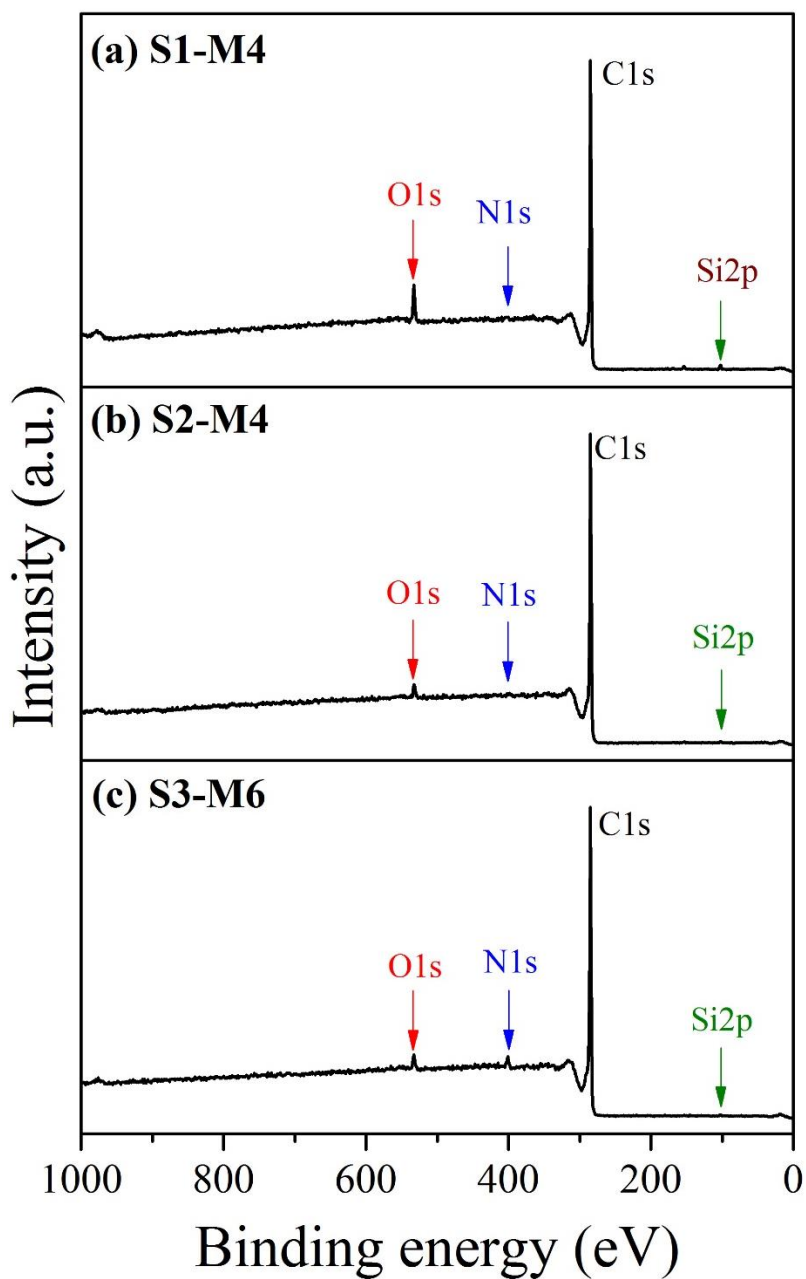 (a) S1-M4
C1s
O1s
N1s
Si2p
(b) S2-M4
C1s
O1s
N1s
Si2p
(c) S3-M6
C1s
O1s
N1s
Si2p
Intensity (a.u.)
1000 800 600 400 200 0
Binding energy (eV)